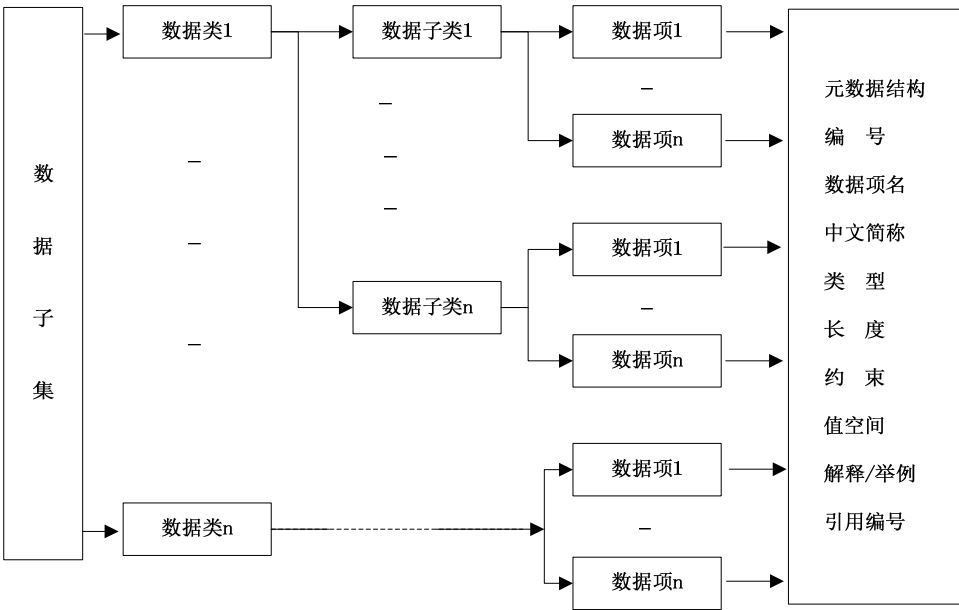 数据子集
数据类1
数据类n
数据子类1
数据子类n
数据项1
数据项n
数据项1
数据项n
数据项1
数据项n
元数据结构
编 号
数据项名
中文简称
类 型
长 度
约 束
值空间
解释/举例
引用编号